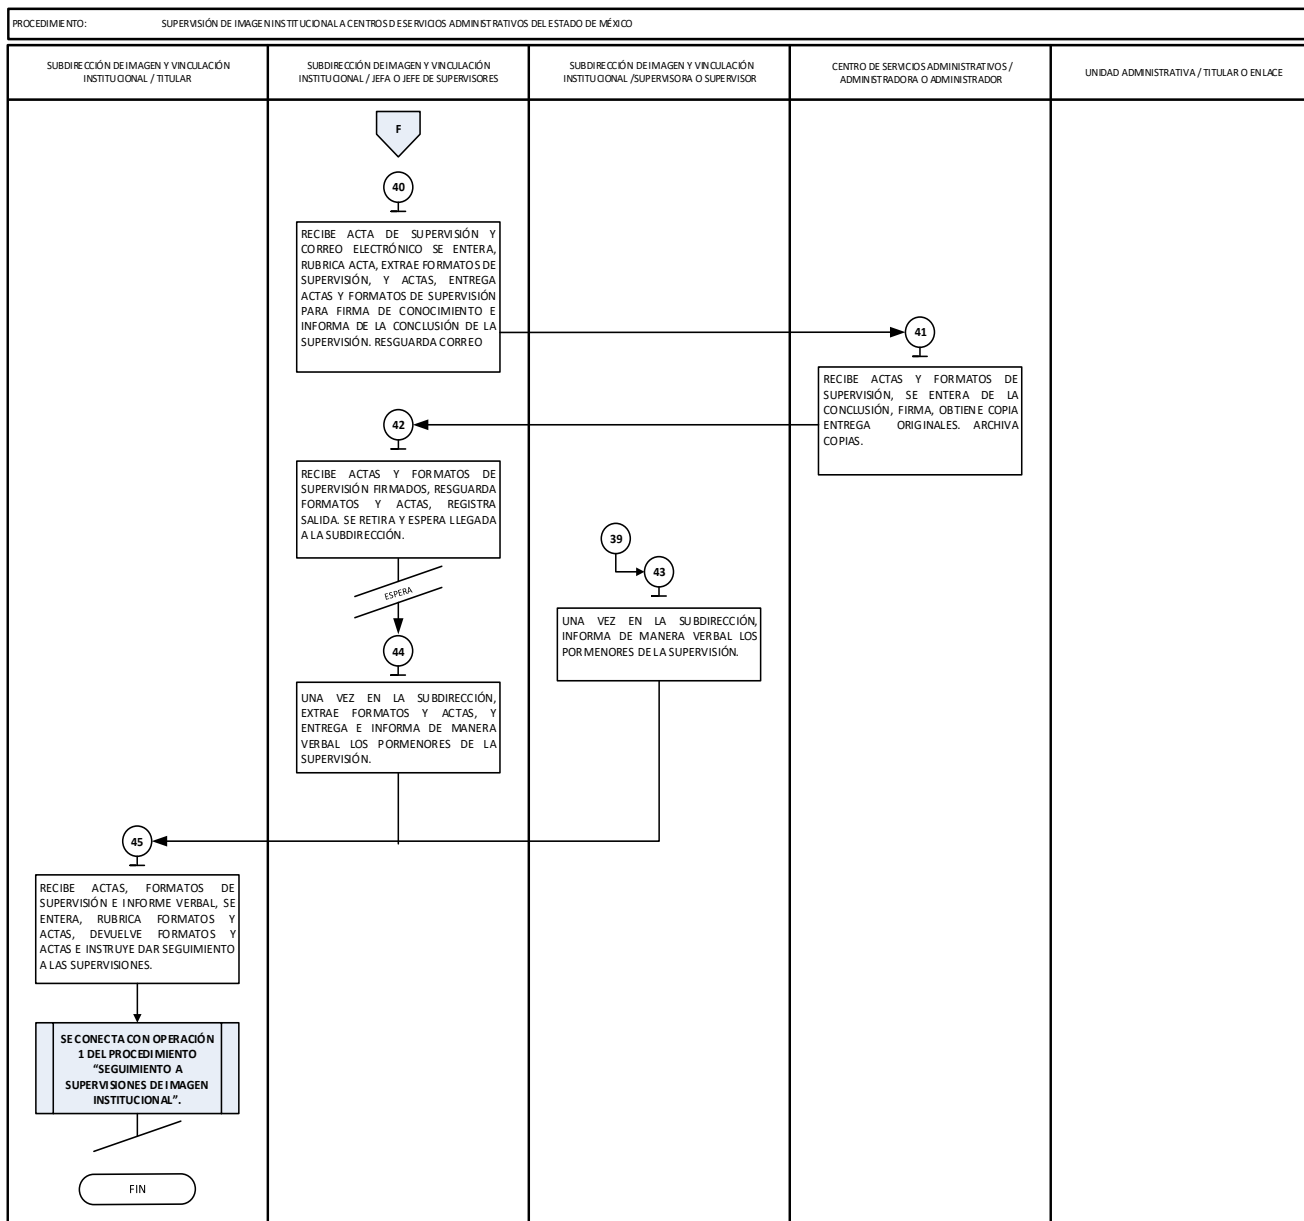 PROCEDIMIENTO: SUPERVISIÓN DE IMAGEN INSTITUCIONAL A CENTROS DE SERVICIOS ADMINISTRATIVOS DEL ESTADO DE MÉXICO
SUBDIRECCIÓN DE IMAGEN Y VINCULACIÓN
INSTITUCIONAL / TITULAR
SUBDIRECCIÓN DE IMAGEN Y VINCULACIÓN
INSTITUCIONAL / JEFA O JEFE DE SUPERVISORES
SUBDIRECCIÓN DE IMAGEN Y VINCULACIÓN
INSTITUCIONAL /SUPERVISORA O SUPERVISOR
CENTRO DE SERVICIOS ADMINISTRATIVOS /
ADMINISTRADORA O ADMINISTRADOR
UNIDAD ADMINISTRATIVA / TITULAR O ENLACE
F
40
RECIBE ACTA DE SUPERVISIÓN Y
CORREO ELECTRÓNICO SE ENTERA,
RUBRICA ACTA, EXTRAE FORMATOS DE
SUPERVISIÓN, Y ACTAS, ENTREGA
ACTAS Y FORMATOS DE SUPERVISIÓN
PARA FIRMA DE CONOCIMIENTO E
INFORMA DE LA CONCLUSIÓN DE LA
SUPERVISIÓN. RESGUARDA CORREO
41
RECIBE ACTAS Y FORMATOS DE
SUPERVISIÓN, SE ENTERA DE LA
CONCLUSIÓN, FIRMA, OBTIENE COPIA
ENTREGA ORIGINALES. ARCHIVA
COPIAS.
42
RECIBE ACTAS Y FORMATOS DE
SUPERVISIÓN FIRMADOS, RESGUARDA
FORMATOS Y ACTAS, REGISTRA
SALIDA. SE RETIRA Y ESPERA LLEGADA
A LA SUBDIRECCIÓN.
39
43
UNA VEZ EN LA SUBDIRECCIÓN,
INFORMA DE MANERA VERBAL LOS
PORMENORES DE LA SUPERVISIÓN.
ESPERA
44
UNA VEZ EN LA SUBDIRECCIÓN,
EXTRAE FORMATOS Y ACTAS, Y
ENTREGA E INFORMA DE MANERA
VERBAL LOS PORMENORES DE LA
SUPERVISIÓN.
45
RECIBE ACTAS, FORMATOS DE
SUPERVISIÓN E INFORME VERBAL, SE
ENTERA, RUBRICA FORMATOS Y
ACTAS, DEVUELVE FORMATOS Y
ACTAS E INSTRUYE DAR SEGUIMIENTO
A LAS SUPERVISIONES.
SE CONECTA CON OPERACIÓN
1 DEL PROCEDIMIENTO
“SEGUIMIENTO A
SUPERVISIONES DE IMAGEN
INSTITUCIONAL”.
FIN